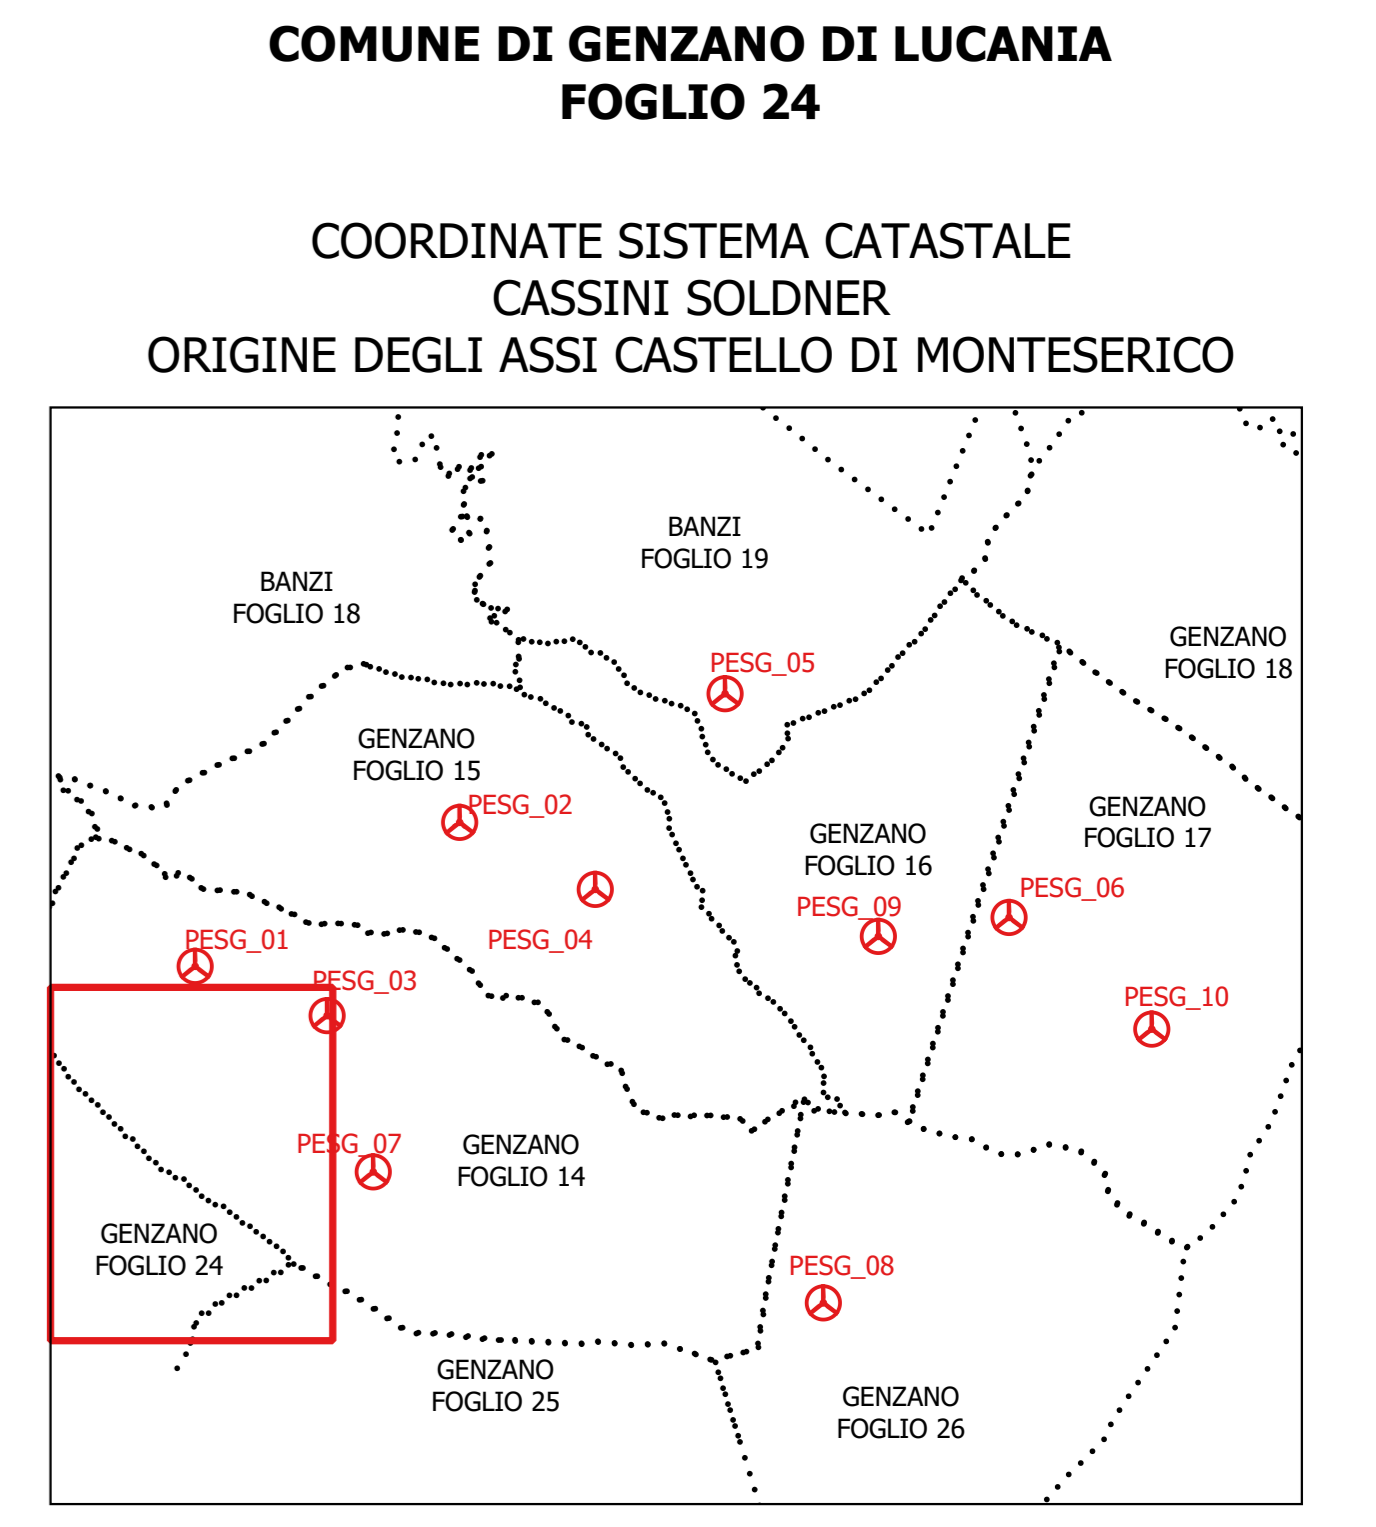 COMUNE DI GENZANO DI LUCANIA
FOGLIO 24
COORDINATE SISTEMA CATASTALE
CASSINI SOLDNER
ORIGINE DEGLI ASSI CASTELLO DI MONTESERICO
BANZI
FOGLIO 19
BANZI
FOGLIO 18
GENZANO
FOGLIO 18
PESG_05
GENZANO
FOGLIO 15
PESG_02
GENZANO
FOGLIO 17
GENZANO
FOGLIO 16
PESG_06
PESG_09
PESG_01
PESG_04
PESG_03
PESG_10
PESG_07
GENZANO
FOGLIO 14
GENZANO
FOGLIO 24
PESG_08
GENZANO
FOGLIO 25
GENZANO
FOGLIO 26